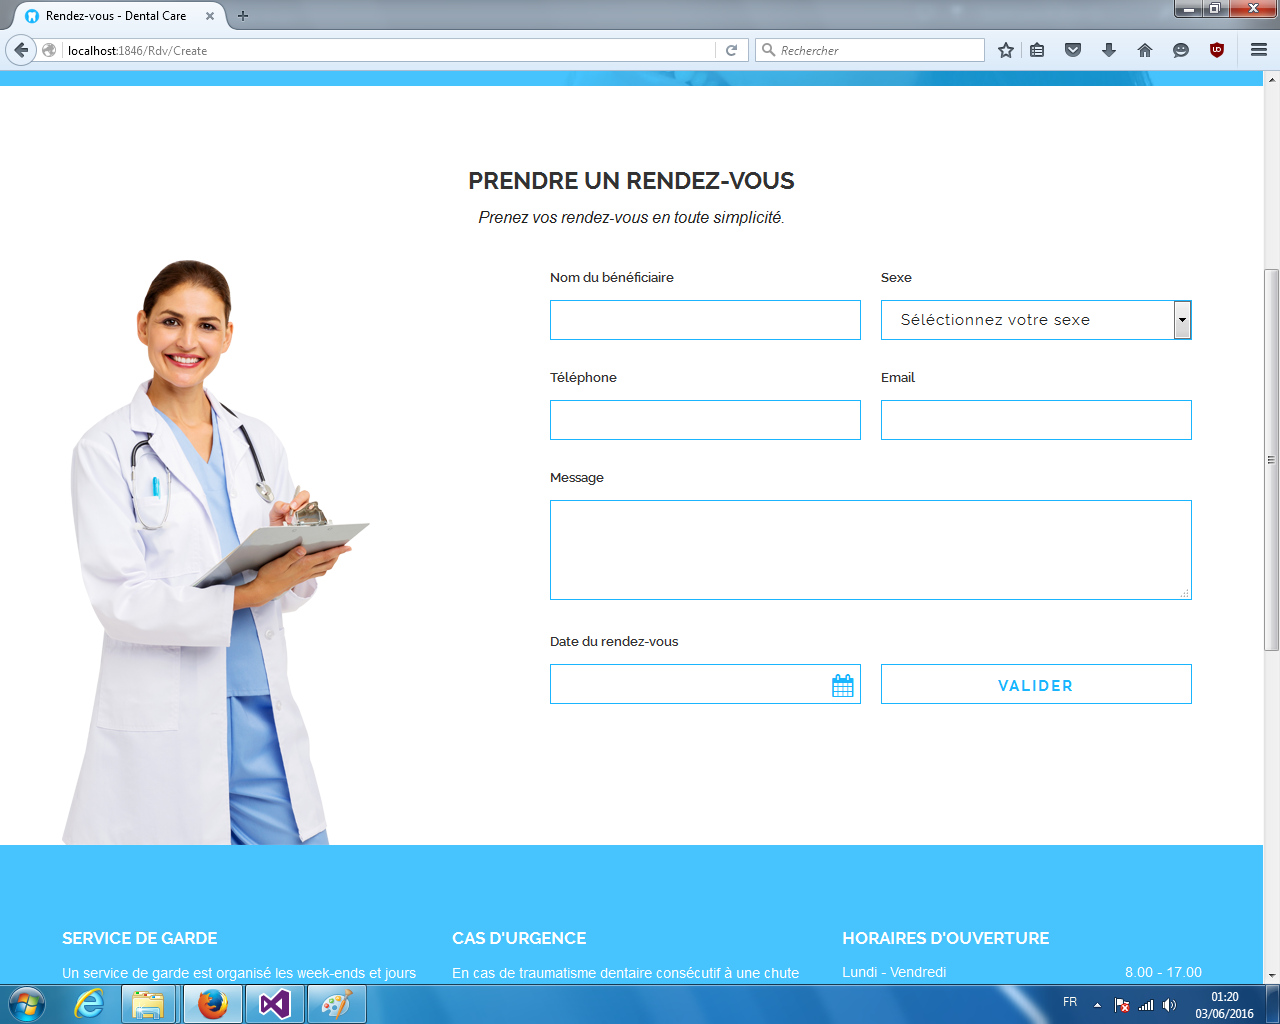 Rendez-vous - Dental Care
localhost:1846/Rdv/Create
Rechercher
PRENDRE UN RENDEZ-VOUS
Prenez vos rendez-vous en toute simplicité.
Nom du bénéficiaire
Sexe
Séléctionnez votre sexe
Téléphone
Email
Message
Date du rendez-vous
VALIDER
SERVICE DE GARDE
CAS D'URGENCE
HORAIRES D'OUVERTURE
Un service de garde est organisé les week-ends et jours
En cas de traumatisme dentaire consécutif à une chute
Lundi - Vendredi
8.00 - 17.00
FR
01:20
03/06/2016